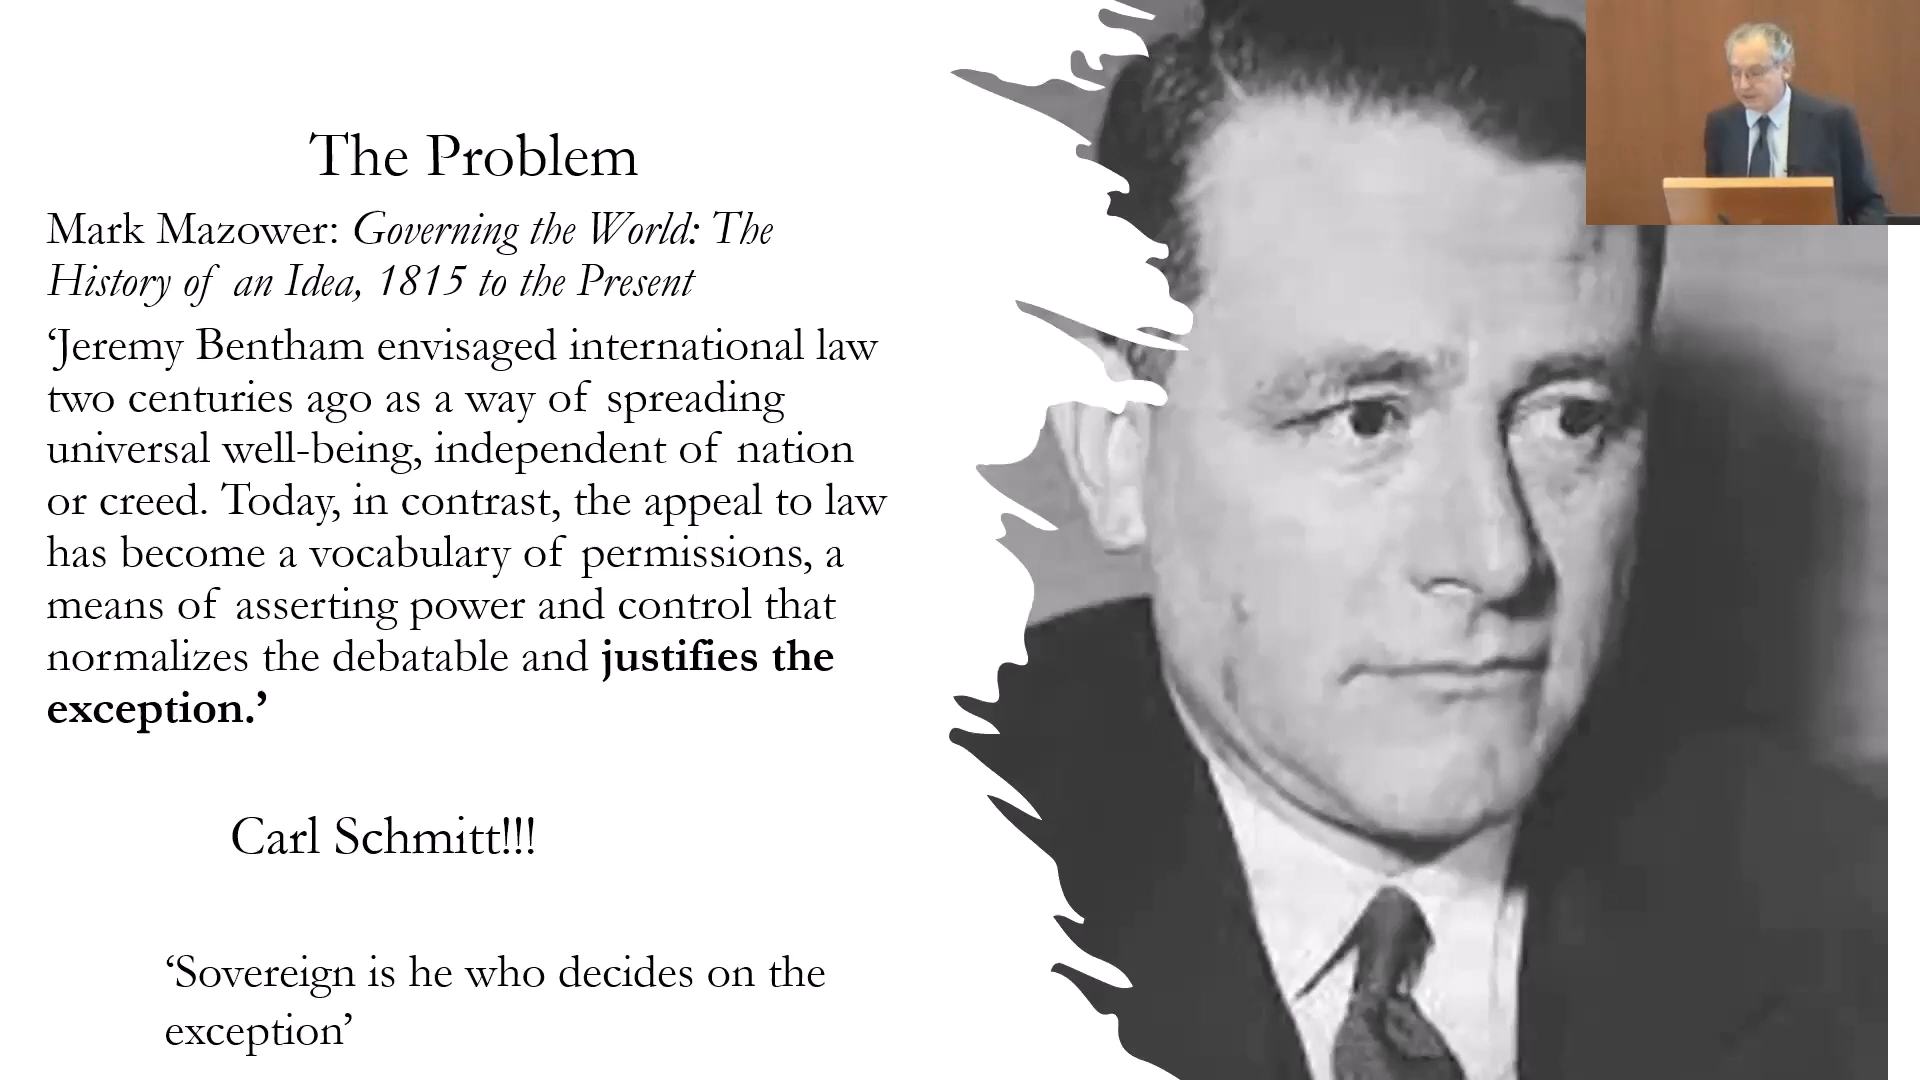 The Problem
Mark Mazower: Governing the World: The
History of an Idea, 1815 to the Present
‘Jeremy Bentham envisaged international law
two centuries ago as a way of spreading
universal well-being, independent of nation
or creed. Today, in contrast, the appeal to law
has become a vocabulary of permissions, a
means of asserting power and control that
normalizes the debatable and justifies the
exception.’
Carl Schmitt!!!
‘Sovereign is he who decides on the
exception’